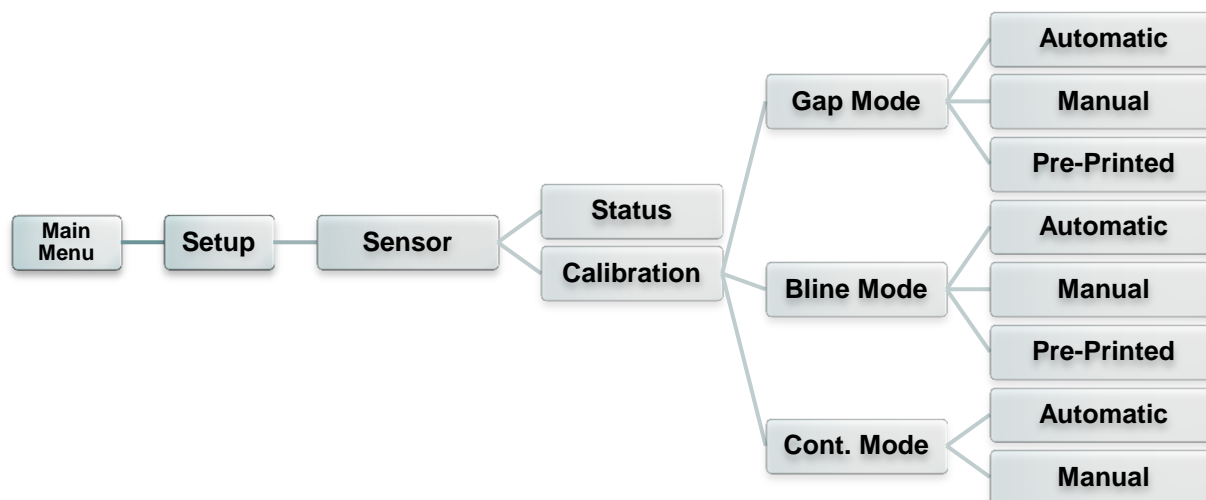 Main
Menu
Setup
Sensor
Status
Calibration
Gap Mode
Automatic
Manual
Pre-Printed
Bline Mode
Automatic
Manual
Pre-Printed
Cont. Mode
Automatic
Manual